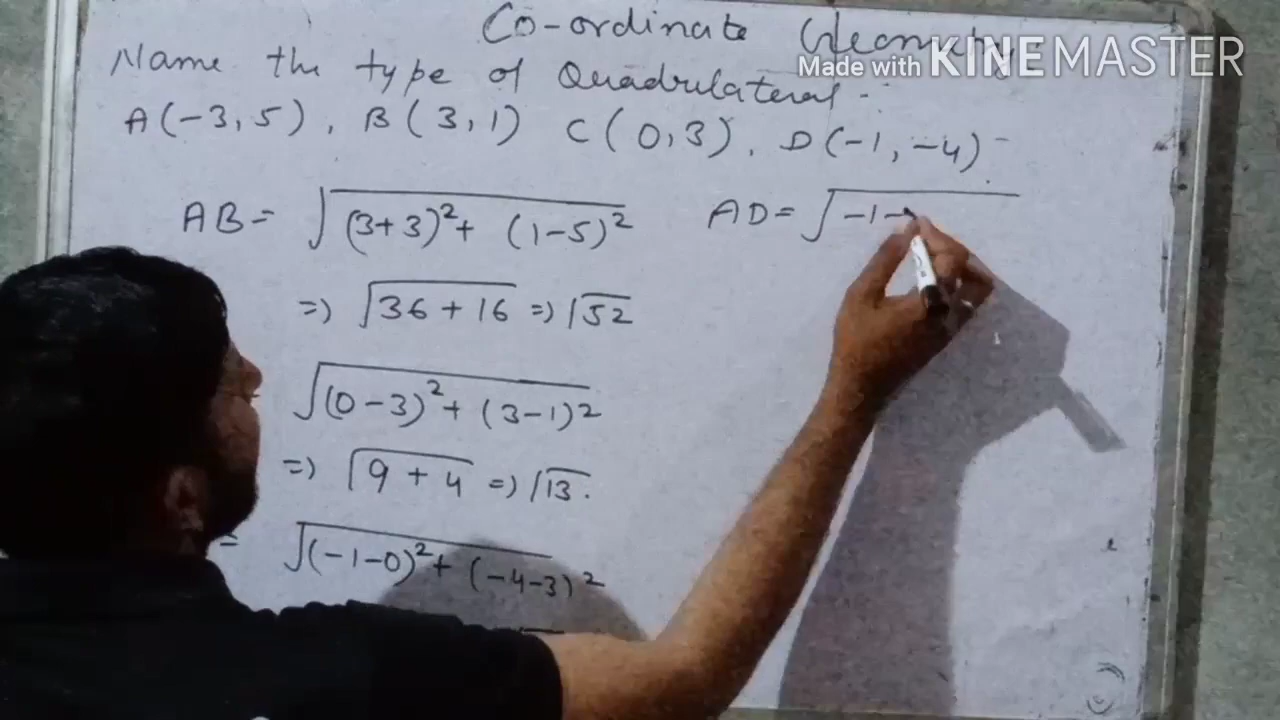 Co-ordinate Geometry
Made with KINEMASTER
Name the type of Quadrulateral :-
A(-3,5), B(3,1) C(0,3), D(-1,-4)
AB = √(3+3)²+ (1-5)²
=) √36+16 =) √52
√(0-3)²+ (3-1)²
=) √9+4 =) √13.
= √(-1-0)²+ (-4-3)²
AD = √-1-